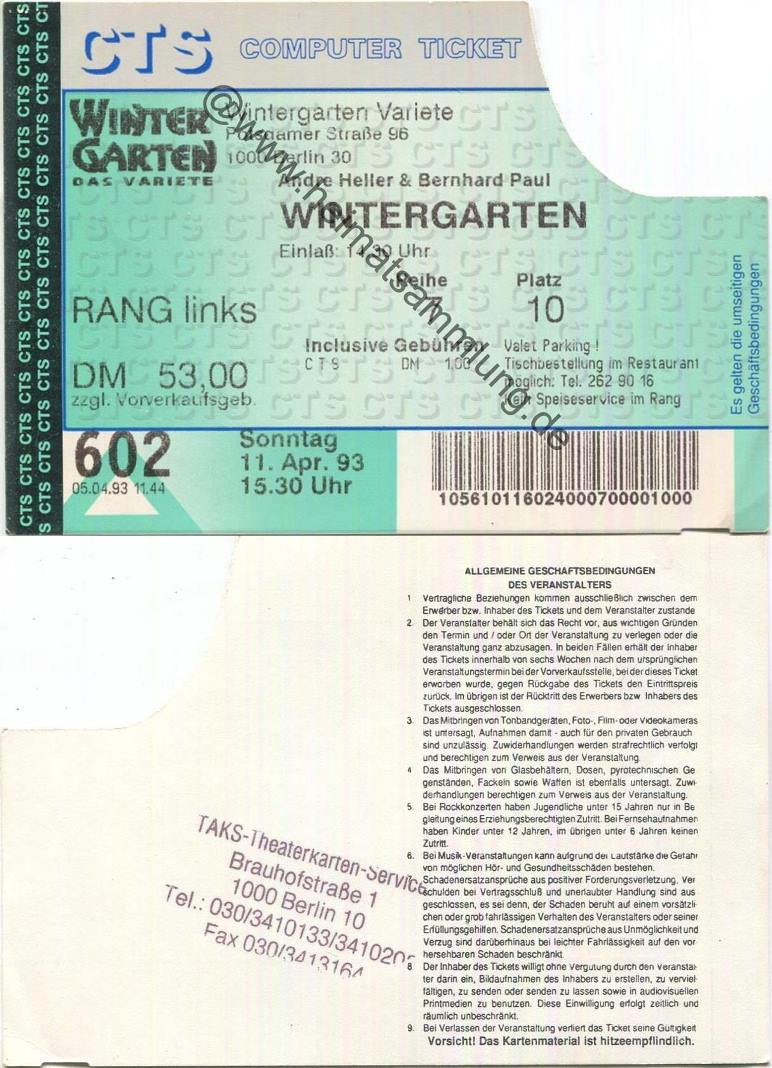 CTS COMPUTER TICKET
WINTER
GARTEN
DAS VARIETE
Wintergarten Variete
Potsdamer Straße 96
1000 Berlin 30
Andre Heller & Bernhard Paul
WINTERGARTEN
Einlaß: 1 .30 Uhr
Reihe Platz
RANG links 7 10
Inclusive Gebühren
CTS DM 1.00
Valet Parking !
Tischbestellung im Restaurant
möglich: Tel. 262 90 16
Kein Speiseservice im Rang
DM 53,00
zzgl. Vorverkaufsgeb.
Es gelten die umseitigen
Geschäftsbedingungen
602
05.04.93 11.44
Sonntag
11. Apr. 93
15.30 Uhr
105610116024000700001000
CTS CTS CTS CTS CTS CTS CTS CTS CTS CTS CTS CTS
©www.heimatsammlung.de
ALLGEMEINE GESCHÄFTSBEDINGUNGEN
DES VERANSTALTERS
1 Vertragliche Beziehungen kommen ausschließlich zwischen dem
Erwerber bzw. Inhaber des Tickets und dem Veranstalter zustande
2. Der Veranstalter behält sich das Recht vor, aus wichtigen Gründen
den Termin und / oder Ort der Veranstaltung zu verlegen oder die
Veranstaltung ganz abzusagen. In beiden Fällen erhält der Inhaber
des Tickets innerhalb von sechs Wochen nach dem ursprünglichen
Veranstaltungstermin bei der Vorverkaufsstelle, bei der dieses Ticket
erworben wurde, gegen Rückgabe des Tickets den Eintrittspreis
zurück. Im übrigen ist der Rücktritt des Erwerbers bzw Inhabers des
Tickets ausgeschlossen.
3. Das Mitbringen von Tonbandgeräten, Foto-, Film- oder Videokameras
ist untersagt, Aufnahmen damit - auch für den privaten Gebrauch
sind unzulässig. Zuwiderhandlungen werden strafrechtlich verfolgt
und berechtigen zum Verweis aus der Veranstaltung.
4 Das Mitbringen von Glasbehältern, Dosen, pyrotechnischen Ge
genständen, Fackeln sowie Waffen ist ebenfalls untersagt. Zuwi
derhandlungen berechtigen zum Verweis aus der Veranstaltung.
5. Bei Rockkonzerten haben Jugendliche unter 15 Jahren nur in Be
gleitung eines Erziehungsberechtigten Zutritt. Bei Fernsehaufnahmen
haben Kinder unter 12 Jahren, im übrigen unter 6 Jahren keinen
Zutritt.
6. Bei Musik-Veranstaltungen kann aufgrund der Lautstärke die Gefahr
von möglichen Hör- und Gesundheitsschäden bestehen.
Schadenersatzansprüche aus positiver Forderungsverletzung, Ver
schulden bei Vertragsschluß und unerlaubter Handlung sind aus
geschlossen, es sei denn, der Schaden beruht auf einem vorsätzli-
chen oder grob fahrlässigen Verhalten des Veranstalters oder seiner
Erfüllungsgehilfen. Schadenersatzansprüche aus Unmöglichkeit und
Verzug sind darüberhinaus bei leichter Fahrlässigkeit auf den vor
hersehbaren Schaden beschränkt.
8 Der Inhaber des Tickets willigt ohne Vergütung durch den Veranstal
ter darin ein, Bildaufnahmen des Inhabers zu erstellen, zu verviel
fältigen, zu senden oder senden zu lassen sowie in audiovisuellen
Printmedien zu benutzen. Diese Einwilligung erfolgt zeitlich und
räumlich unbeschränkt.
9. Bei Verlassen der Veranstaltung verliert das Ticket seine Gültigkeit
Vorsicht! Das Kartenmaterial ist hitzeempfindlich.
TAKS-Theaterkarten-Service
Brauhofstraße 1
1000 Berlin 10
Tel.: 030/3410133/341020
Fax 030/3413164